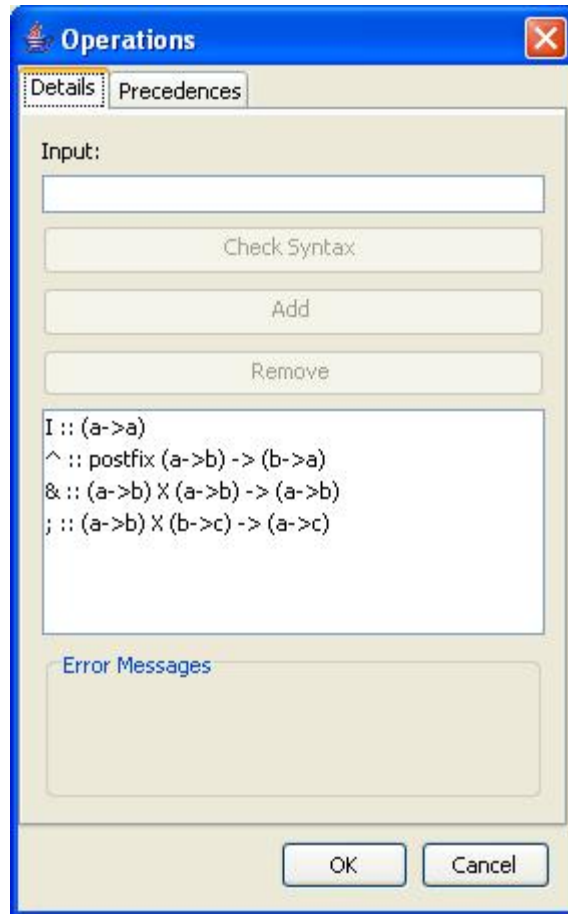 Operations
Details Precedences
Input:
Check Syntax
Add
Remove
I :: (a->a)
^ :: postfix (a->b) -> (b->a)
& :: (a->b) X (a->b) -> (a->b)
; :: (a->b) X (b->c) -> (a->c)
Error Messages
OK Cancel